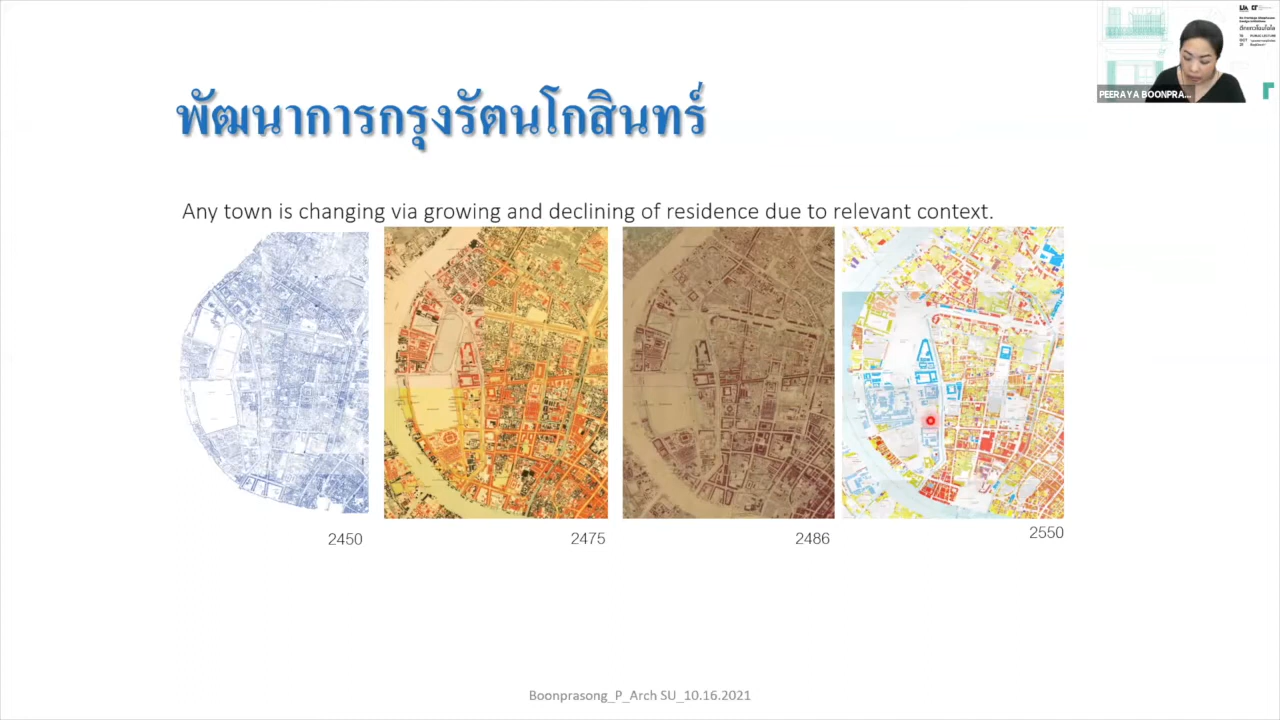 พัฒนาการกรุงรัตนโกสินทร์
Any town is changing via growing and declining of residence due to relevant context.
2450
2475
2486
2550
Boonprasong_P_Arch SU_10.16.2021
PEERAYA BOONPRA...